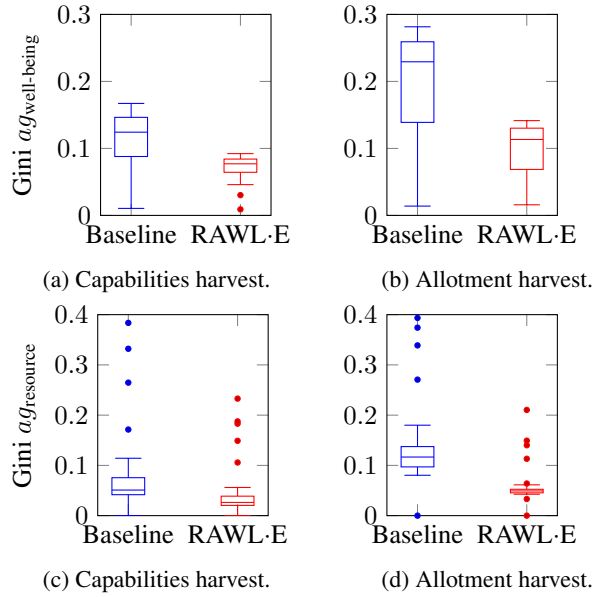 0.3
0.2
0.1
0
Gini ag_well-being
Baseline RAWL·E
(a) Capabilities harvest.
0.3
0.2
0.1
0
Baseline RAWL·E
(b) Allotment harvest.
0.4
0.3
0.2
0.1
0
Gini ag_resource
Baseline RAWL·E
(c) Capabilities harvest.
0.4
0.3
0.2
0.1
0
Baseline RAWL·E
(d) Allotment harvest.